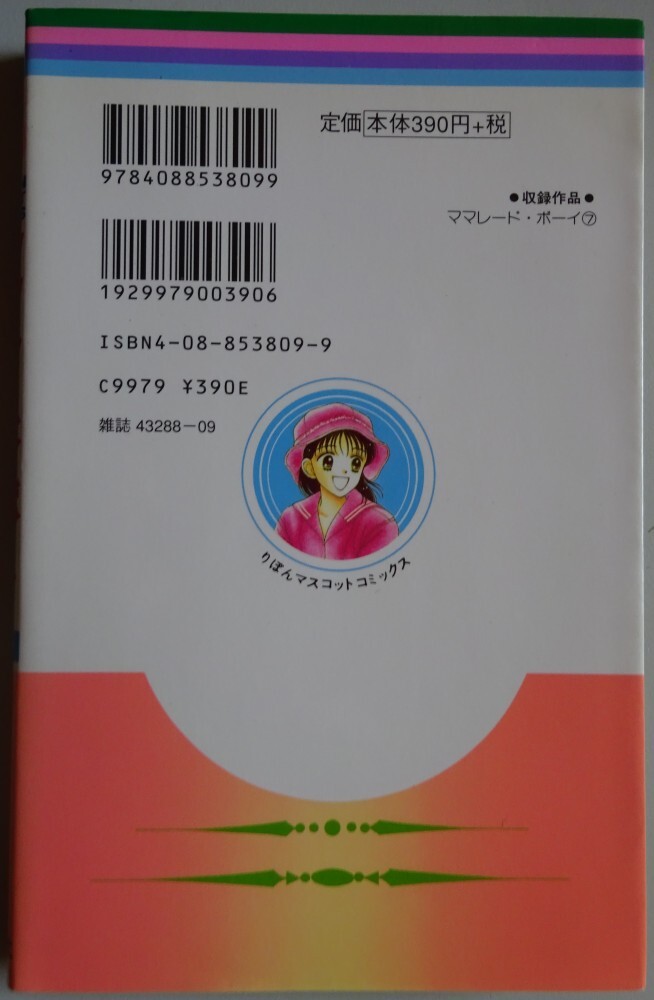 9784088538099
定価本体390円+税
●収録作品●
ママレード・ボーイ⑦
1929979003906
ISBN4-08-853809-9
C9979 ¥390E
雑誌 43288-09
りぼんマスコットコミックス